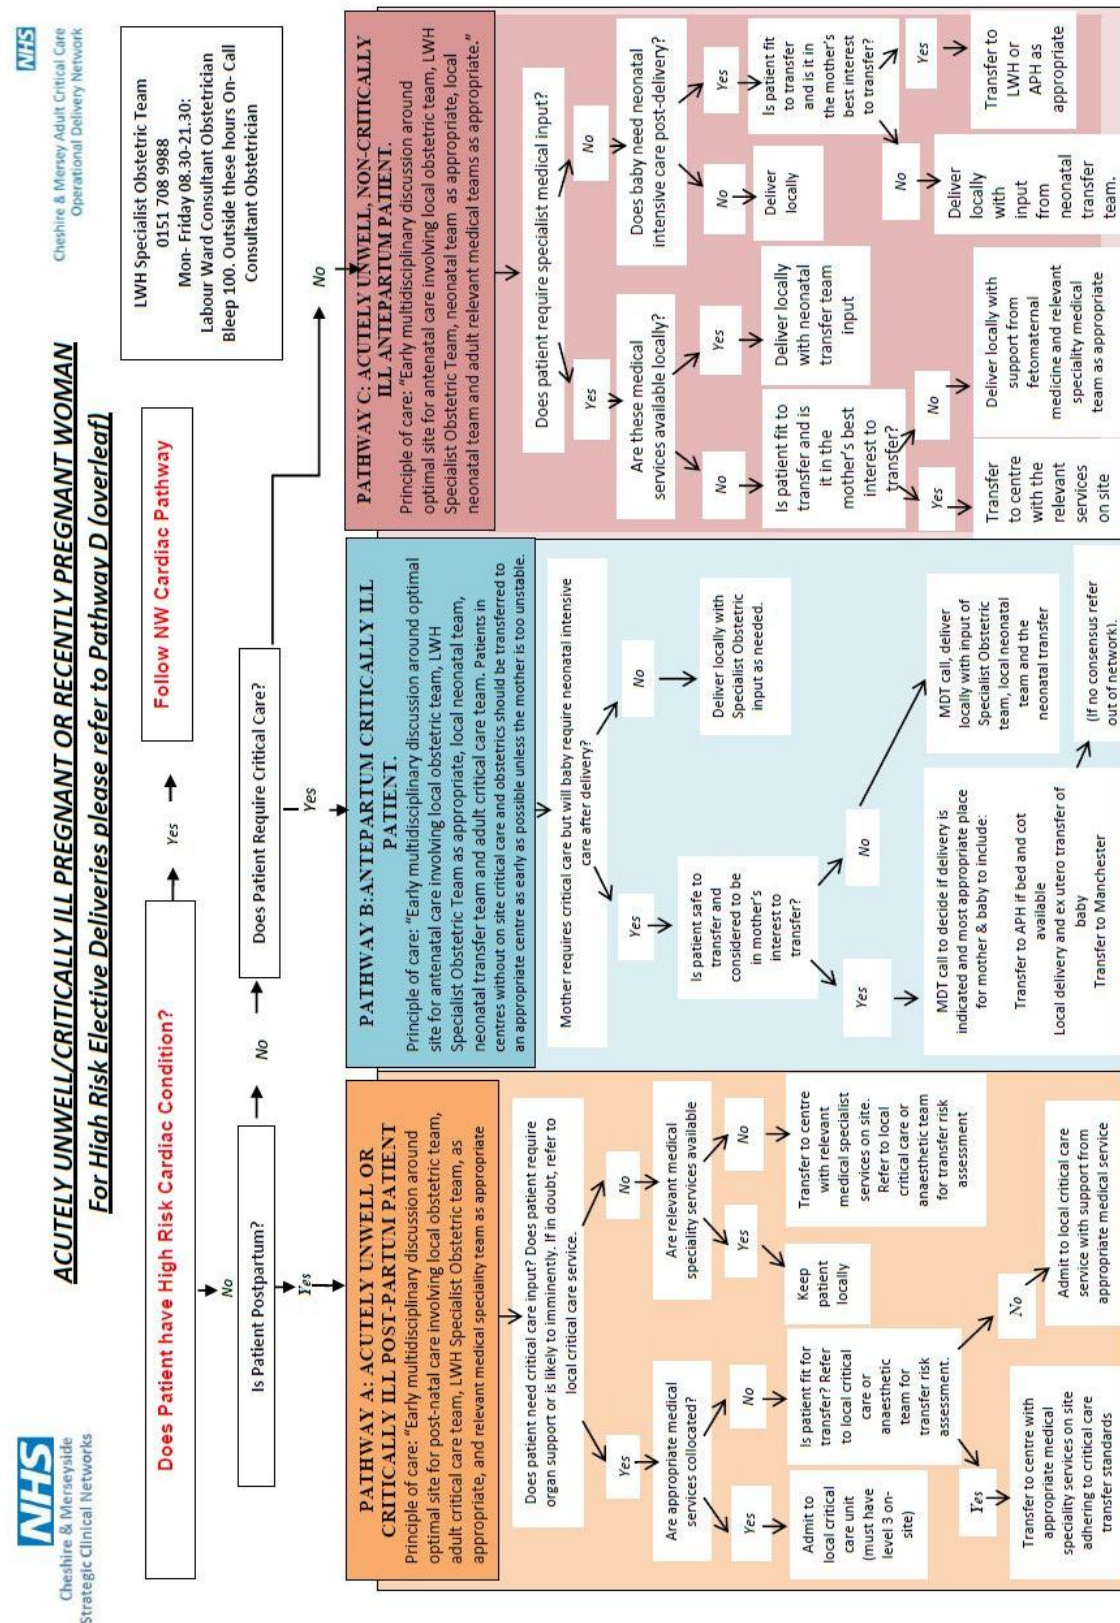 NHS
Cheshire & Merseyside
Strategic Clinical Networks
NHS
Cheshire & Mersey Adult Critical Care
Operational Delivery Network
ACUTELY UNWELL/CRITICALLY ILL PREGNANT OR RECENTLY PREGNANT WOMAN
For High Risk Elective Deliveries please refer to Pathway D (overleaf)
Does Patient have High Risk Cardiac Condition?
Yes
Follow NW Cardiac Pathway
LWH Specialist Obstetric Team
0151 708 9988
Mon- Friday 08.30-21.30:
Labour Ward Consultant Obstetrician
Bleep 100. Outside these hours On- Call
Consultant Obstetrician
No
Is Patient Postpartum?
No
Does Patient Require Critical Care?
No
Yes
Yes
PATHWAY A: ACUTELY UNWELL OR
CRITICALLY ILL POST-PARTUM PATIENT
Principle of care: "Early multidisciplinary discussion around
optimal site for post-natal care involving local obstetric team,
adult critical care team, LWH Specialist Obstetric team, as
appropriate, and relevant medical speciality team as appropriate
Does patient need critical care input? Does patient require
organ support or is likely to imminently. If in doubt, refer to
local critical care service.
Yes
No
Are appropriate medical
services collocated?
Are relevant medical
speciality services available
Yes
No
Yes
No
Admit to
local critical
care unit
(must have
level 3 on-
site)
Is patient fit for
transfer? Refer
to local critical
care or
anaesthetic
team for
transfer risk
assessment.
Keep
patient
locally
Transfer to centre
with relevant
medical specialist
services on site.
Refer to local
critical care or
anaesthetic team
for transfer risk
assessment
Yes
No
Transfer to centre with
appropriate medical
speciality services on site
adhering to critical care
transfer standards
Admit to local critical care
service with support from
appropriate medical service
PATHWAY B:ANTEPARTUM CRITICALLY ILL
PATIENT.
Principle of care: "Early multidisciplinary discussion around optimal
site for antenatal care involving local obstetric team, LWH
Specialist Obstetric Team as appropriate, local neonatal team,
neonatal transfer team and adult critical care team. Patients in
centres without on site critical care and obstetrics should be transferred to
an appropriate centre as early as possible unless the mother is too unstable.
Mother requires critical care but will baby require neonatal intensive
care after delivery?
Yes
No
Is patient safe to
transfer and
considered to be
in mother's
interest to
transfer?
Deliver locally with
Specialist Obstetric
input as needed.
Yes
No
MDT call to decide if delivery is
indicated and most appropriate place
for mother & baby to include:
Transfer to APH if bed and cot
available
Local delivery and ex utero transfer of
baby
Transfer to Manchester
MDT call, deliver
locally with input of
Specialist Obstetric
team, local neonatal
team and the
neonatal transfer
(If no consensus refer
out of network).
PATHWAY C: ACUTELY UNWELL, NON-CRITICALLY
ILL ANTEPARTUM PATIENT.
Principle of care: "Early multidisciplinary discussion around
optimal site for antenatal care involving local obstetric team, LWH
Specialist Obstetric Team, neonatal team as appropriate, local
neonatal team and adult relevant medical teams as appropriate."
Does patient require specialist medical input?
Yes
No
Are these medical
services available locally?
Does baby need neonatal
intensive care post-delivery?
No
Yes
No
Yes
Is patient fit to
transfer and is
it in the
mother's best
interest to
transfer?
Deliver locally
with neonatal
transfer team
input
Deliver
locally
Is patient fit
to transfer
and is it in
the mother's
best interest
to transfer?
Yes
No
No
Yes
Transfer
to centre
with the
relevant
services
on site
Deliver locally with
support from
fetomaternal
medicine and relevant
speciality medical
team as appropriate
Deliver
locally
with
input
from
neonatal
transfer
team.
Transfer to
LWH or
APH as
appropriate